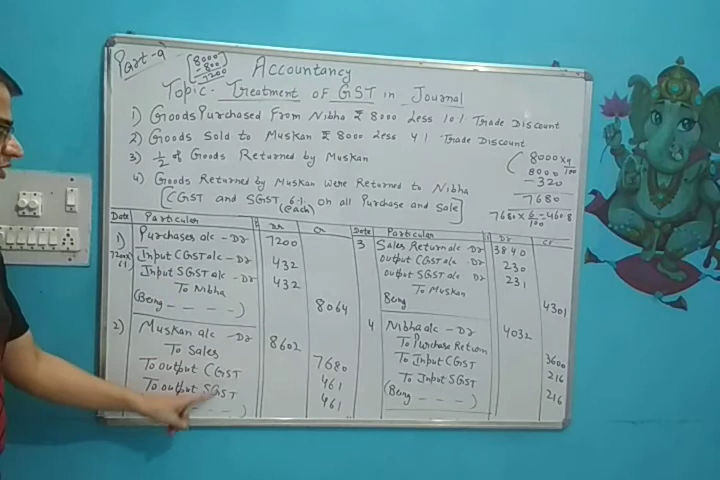 Part-9
8000
-800
7200
Accountancy
Topic- Treatment of GST in Journal
1) Goods Purchased From Nibha ₹ 8000 Less 10% Trade Discount
2) Goods Sold to Muskan ₹ 8000 Less 4% Trade Discount
3) 1/2 of Goods Returned by Muskan
4) Goods Returned by Muskan were Returned to Nibha
[CGST and SGST 6% (each) on all Purchase and Sale]
8000 x 4/100
8000
-320
7680
7680 x 6/100 = 460.8
Date Particular Dr Cr
1) Purchases a/c - Dr 7200
Input CGST a/c - Dr 432
Input SGST a/c - Dr 432
To Nibha 8064
(Being - - - - )
2) Muskan a/c - Dr 8602
To Sales 7680
To output CGST 461
To output SGST 461
- - )
Date Particular Dr Cr
3 Sales Return a/c Dr 3840
output CGST a/c Dr 230
output SGST a/c Dr 231
To Muskan 4301
Being
4 Nibha a/c - Dr 4032
To Purchase Return 3600
To Input CGST 216
To Input SGST 216
(Being - - - - )